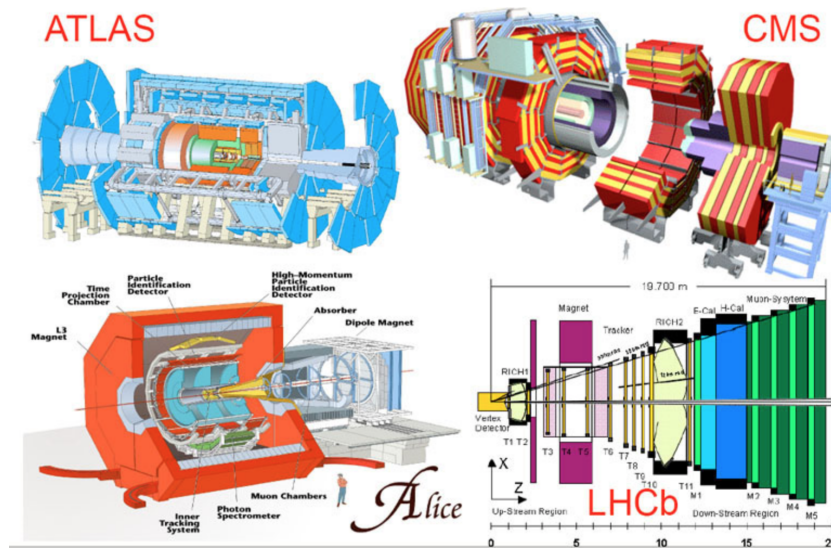 ATLAS
CMS
Particle
Identification
Detector
High-Momentum
Particle
Identification
Detector
Time
Projection
Chamber
Absorber
L3
Magnet
Dipole Magnet
Muon Chambers
Photon
Spectrometer
Inner
Tracking
System
Alice
19.700 m
Muon-System
Magnet
E-Cal
H-Cal
Tracker
RICH2
RICH1
Vertex
Detector
T1 T2
T3 T4 T5 T6 T7
T8
T9
T10
T11
M1
M2
M3
M4
M5
X
Z
LHCb
Up-Stream Region
Down-Stream Region
0 5 10 15